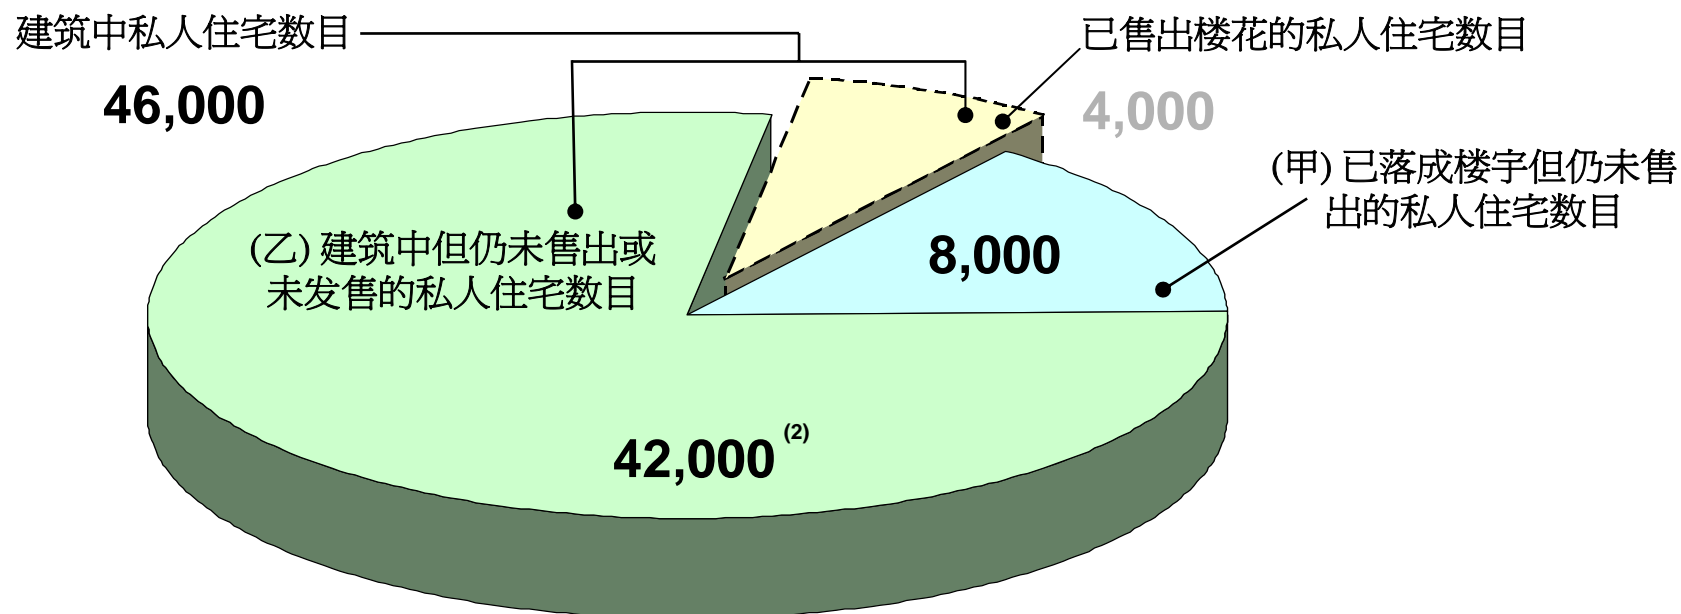 建筑中私人住宅数目
46,000
已售出楼花的私人住宅数目
4,000
(甲) 已落成楼宇但仍未售
出的私人住宅数目
8,000
(乙) 建筑中但仍未售出或
未发售的私人住宅数目
42,000 (2)